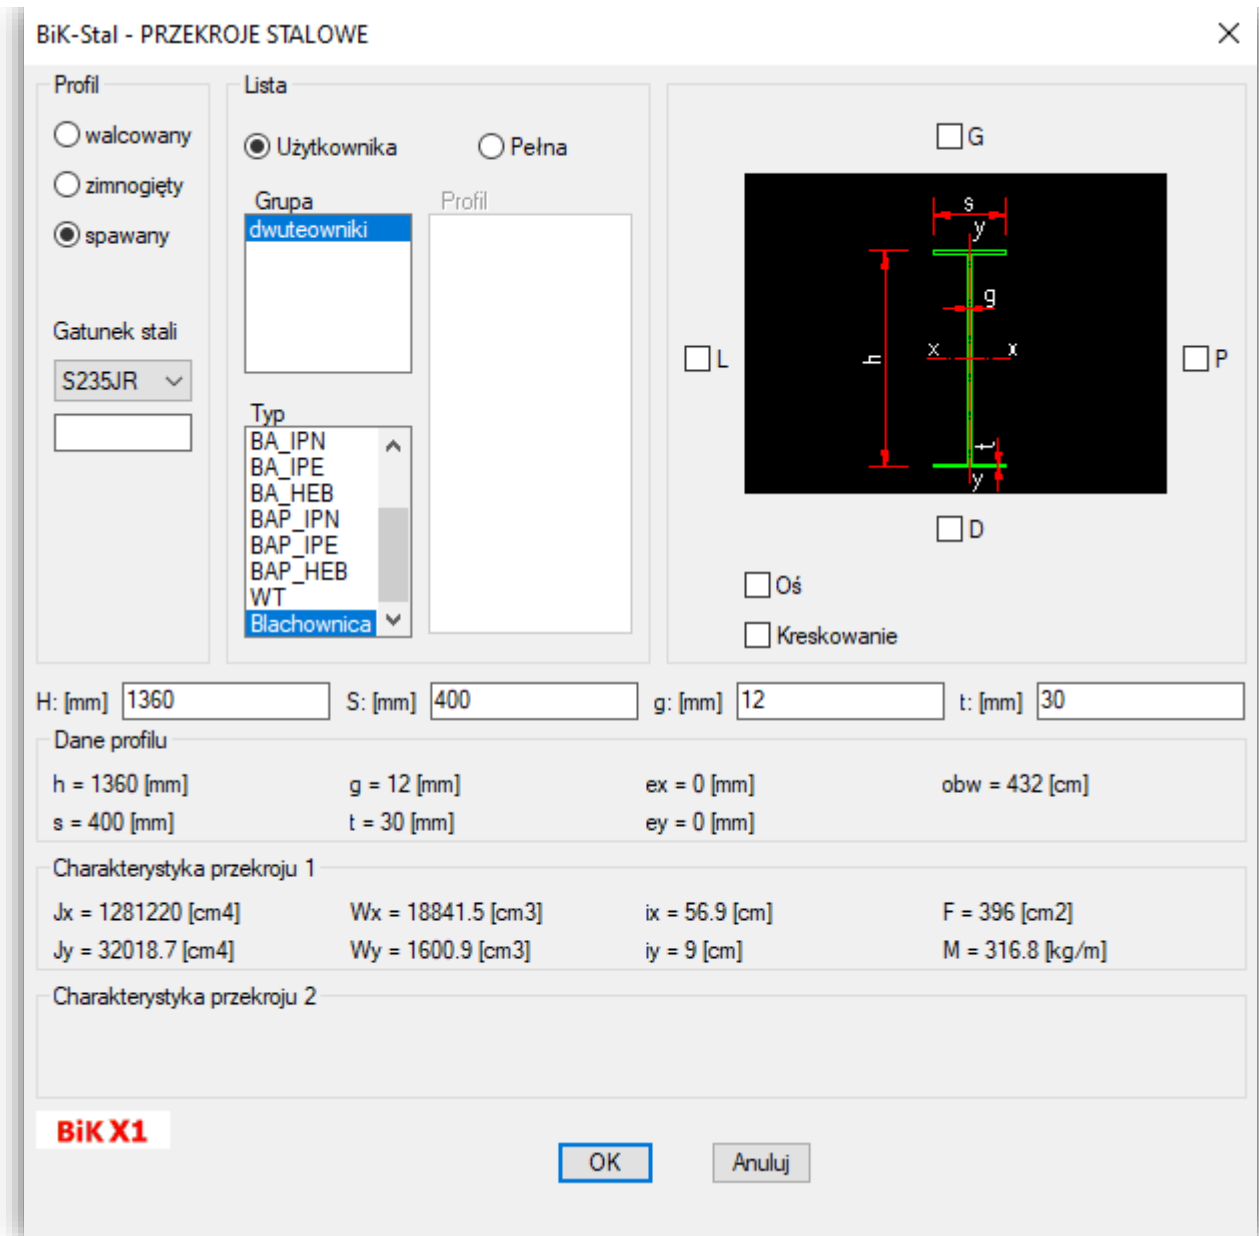 BiK-Stal - PRZEKROJE STALOWE
Profil
walcowany
zimnogięty
spawany
Gatunek stali
S235JR
Lista
Użytkownika
Pełna
Grupa
dwuteowniki
Profil
Typ
BA_IPN
BA_IPE
BA_HEB
BAP_IPN
BAP_IPE
BAP_HEB
WT
Blachownica
G
s
y
g
h
x x
t
y
L
P
D
Oś
Kreskowanie
H: [mm] 1360 S: [mm] 400 g: [mm] 12 t: [mm] 30
Dane profilu
h = 1360 [mm] g = 12 [mm] ex = 0 [mm] obw = 432 [cm]
s = 400 [mm] t = 30 [mm] ey = 0 [mm]
Charakterystyka przekroju 1
Jx = 1281220 [cm4] Wx = 18841.5 [cm3] ix = 56.9 [cm] F = 396 [cm2]
Jy = 32018.7 [cm4] Wy = 1600.9 [cm3] iy = 9 [cm] M = 316.8 [kg/m]
Charakterystyka przekroju 2
BiK X1
OK
Anuluj